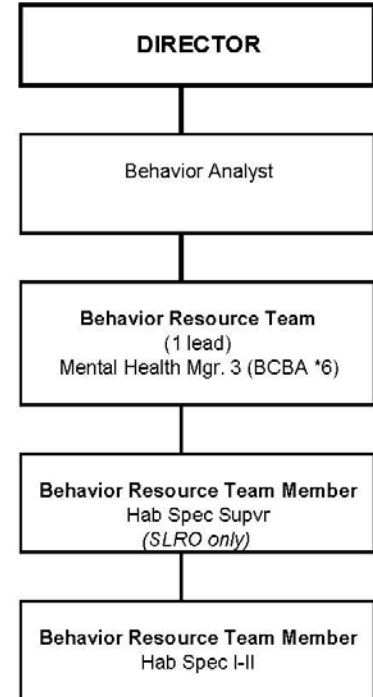 DIRECTOR
Behavior Analyst
Behavior Resource Team
(1 lead)
Mental Health Mgr. 3 (BCBA *6)
Behavior Resource Team Member
Hab Spec Supvr
(SLRO only)
Behavior Resource Team Member
Hab Spec I-II